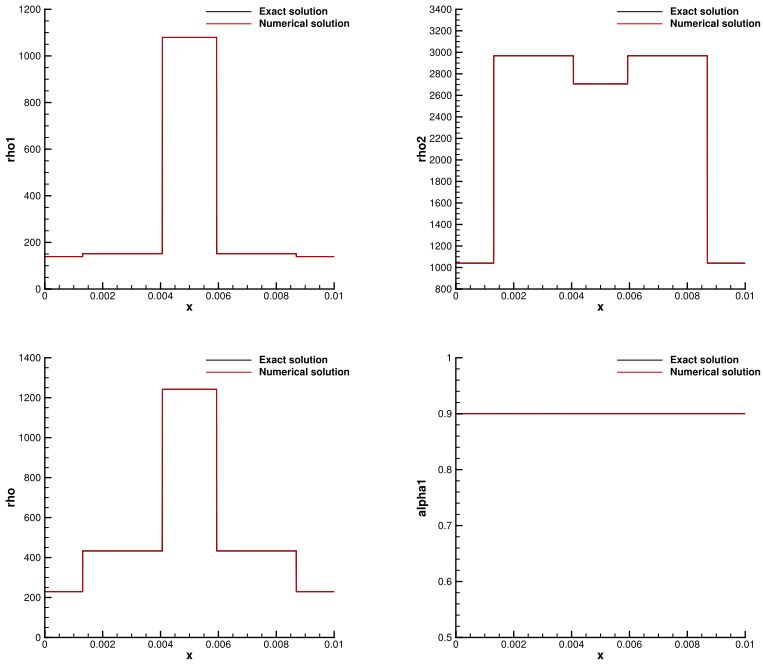 Exact solution
Numerical solution
rho1
1200
1000
800
600
400
200
0
0 0.002 0.004 0.006 0.008 0.01
x
Exact solution
Numerical solution
rho2
3400
3200
3000
2800
2600
2400
2200
2000
1800
1600
1400
1200
1000
800
0 0.002 0.004 0.006 0.008 0.01
x
Exact solution
Numerical solution
rho
1400
1200
1000
800
600
400
200
0
0 0.002 0.004 0.006 0.008 0.01
x
Exact solution
Numerical solution
alpha1
1
0.9
0.8
0.7
0.6
0.5
0 0.002 0.004 0.006 0.008 0.01
x